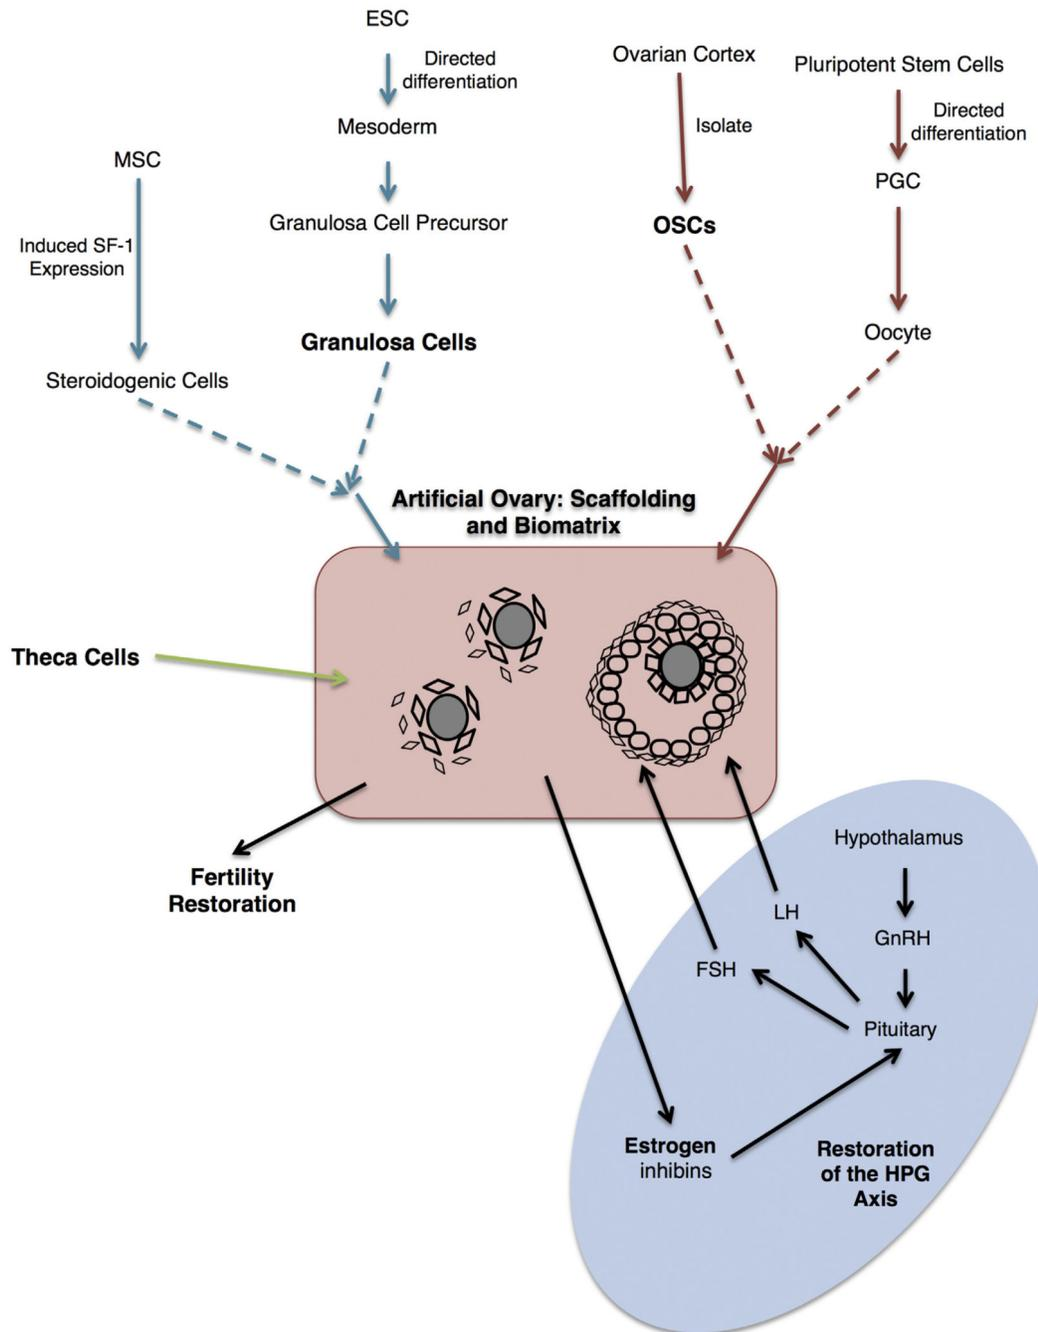 ESC
Directed
differentiation
Mesoderm
Granulosa Cell Precursor
Granulosa Cells
MSC
Induced SF-1
Expression
Steroidogenic Cells
Ovarian Cortex
Isolate
OSCs
Pluripotent Stem Cells
Directed
differentiation
PGC
Oocyte
Artificial Ovary: Scaffolding
and Biomatrix
Theca Cells
Fertility
Restoration
Hypothalamus
GnRH
Pituitary
LH
FSH
Estrogen
inhibins
Restoration
of the HPG
Axis